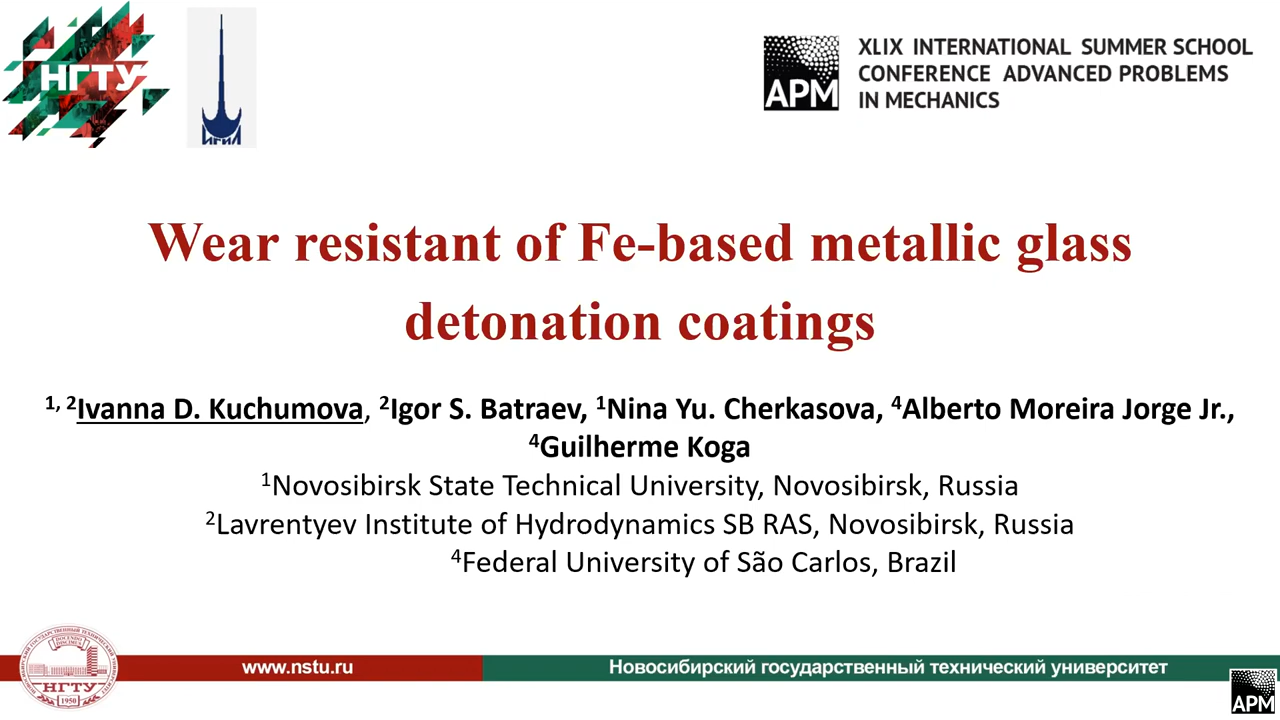 НГТУ
ИГИЛ
APM
XLIX INTERNATIONAL SUMMER SCHOOL
CONFERENCE ADVANCED PROBLEMS
IN MECHANICS
Wear resistant of Fe-based metallic glass
detonation coatings
1, 2Ivanna D. Kuchumova, 2Igor S. Batraev, 1Nina Yu. Cherkasova, 4Alberto Moreira Jorge Jr.,
4Guilherme Koga
1Novosibirsk State Technical University, Novosibirsk, Russia
2Lavrentyev Institute of Hydrodynamics SB RAS, Novosibirsk, Russia
4Federal University of São Carlos, Brazil
DOCENDO
DISCIMUS
НГТУ
1950
www.nstu.ru
Новосибирский государственный технический университет
APM